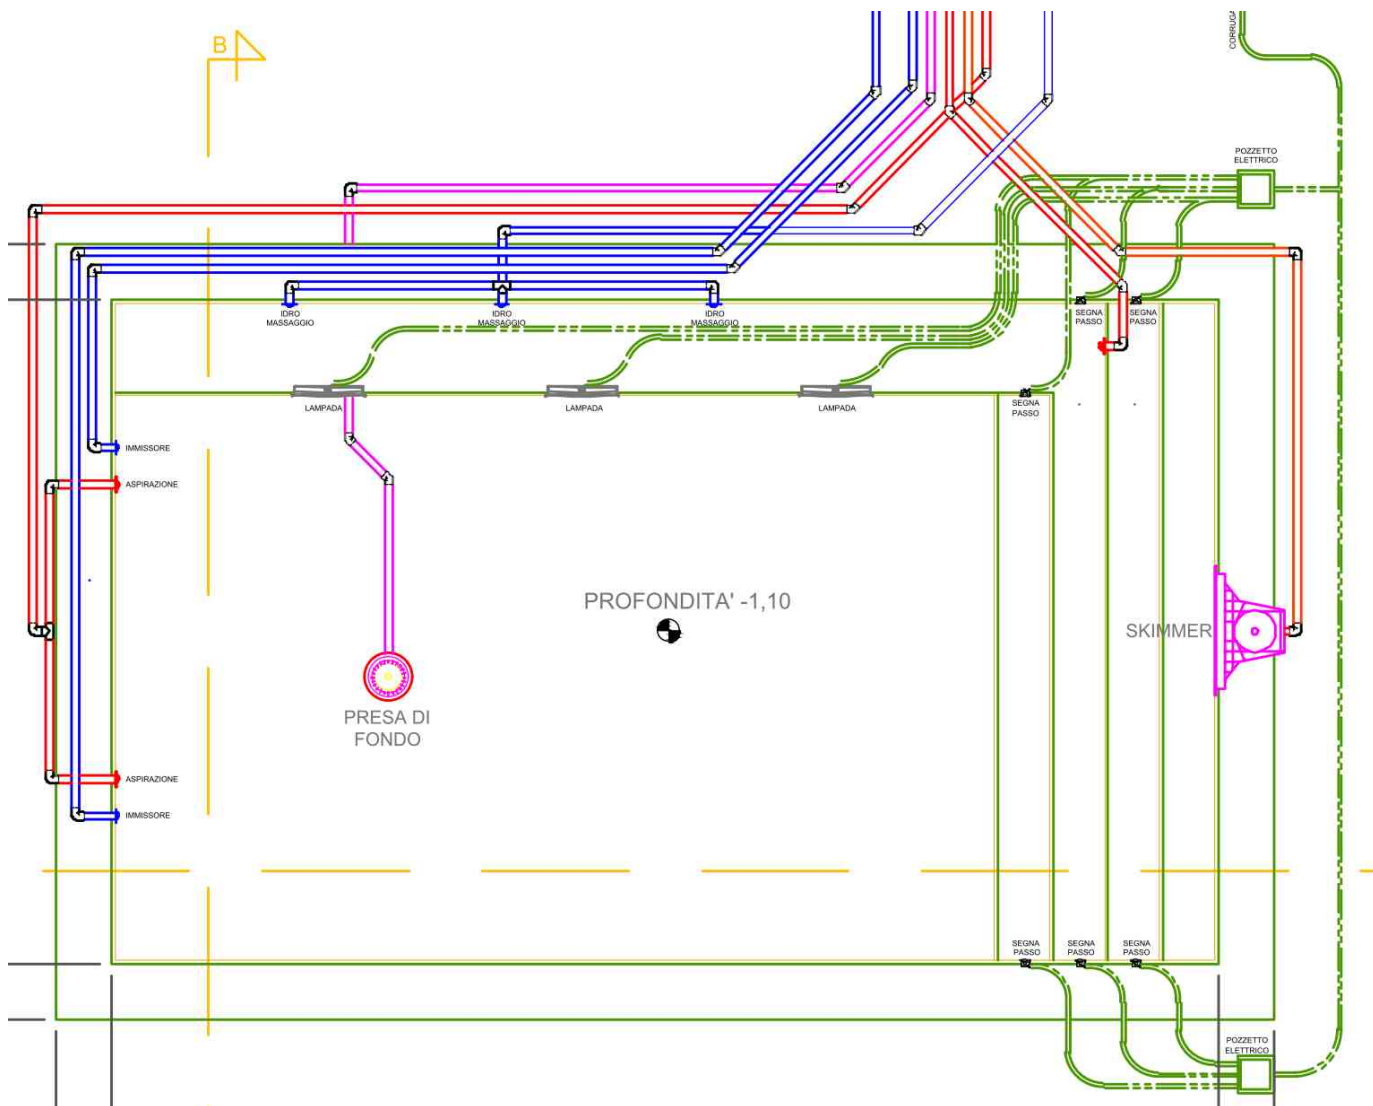 CORRUGA
B
POZZETTO
ELETTRICO
IDRO
MASSAGGIO
IDRO
MASSAGGIO
IDRO
MASSAGGIO
SEGNA
PASSO
SEGNA
PASSO
LAMPADA
LAMPADA
LAMPADA
SEGNA
PASSO
IMMISSORE
ASPIRAZIONE
PROFONDITA' -1,10
SKIMMER
PRESA DI
FONDO
ASPIRAZIONE
IMMISSORE
SEGNA
PASSO
SEGNA
PASSO
SEGNA
PASSO
POZZETTO
ELETTRICO